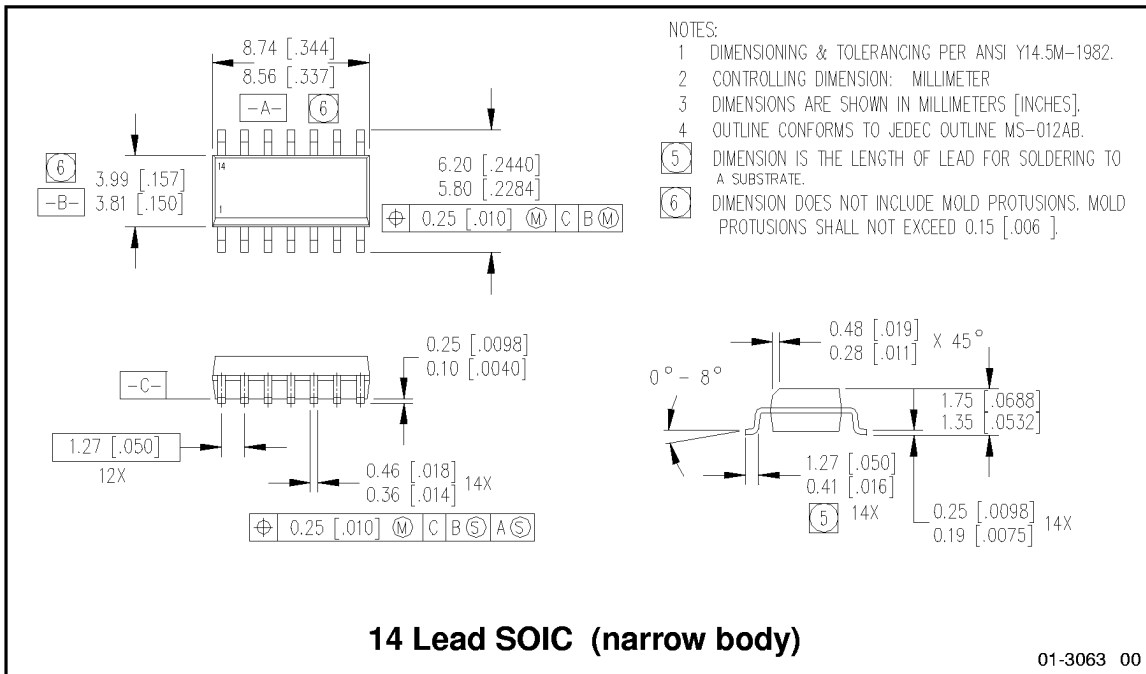 8.74 [.344]
8.56 [.337]
-A- 6
6
3.99 [.157]
3.81 [.150]
-B-
14
1
6.20 [.2440]
5.80 [.2284]
⌖ 0.25 [.010] Ⓜ C B Ⓜ
NOTES:
1 DIMENSIONING & TOLERANCING PER ANSI Y14.5M-1982.
2 CONTROLLING DIMENSION: MILLIMETER
3 DIMENSIONS ARE SHOWN IN MILLIMETERS [INCHES].
4 OUTLINE CONFORMS TO JEDEC OUTLINE MS-012AB.
5 DIMENSION IS THE LENGTH OF LEAD FOR SOLDERING TO
A SUBSTRATE.
6 DIMENSION DOES NOT INCLUDE MOLD PROTUSIONS. MOLD
PROTUSIONS SHALL NOT EXCEED 0.15 [.006 ].
-C-
0.25 [.0098]
0.10 [.0040]
1.27 [.050]
12X
0.46 [.018]
0.36 [.014] 14X
⌖ 0.25 [.010] Ⓜ C B Ⓢ A Ⓢ
0.48 [.019]
0.28 [.011] X 45°
0° - 8°
1.75 [.0688]
1.35 [.0532]
1.27 [.050]
0.41 [.016]
5 14X
0.25 [.0098]
0.19 [.0075] 14X
14 Lead SOIC (narrow body)
01-3063 00